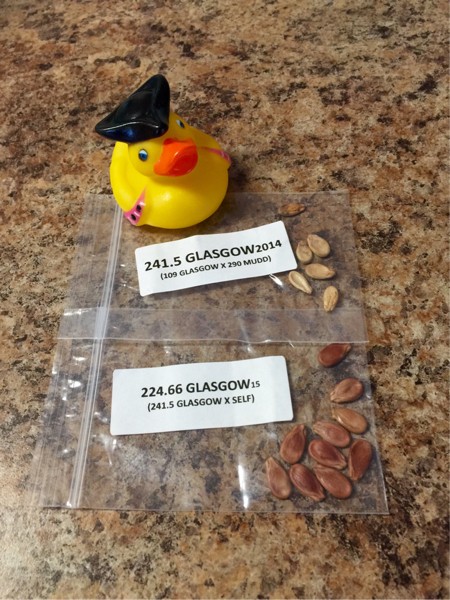 241.5 GLASGOW2014
(109 GLASGOW X 290 MUDD)
224.66 GLASGOW15
(241.5 GLASGOW X SELF)